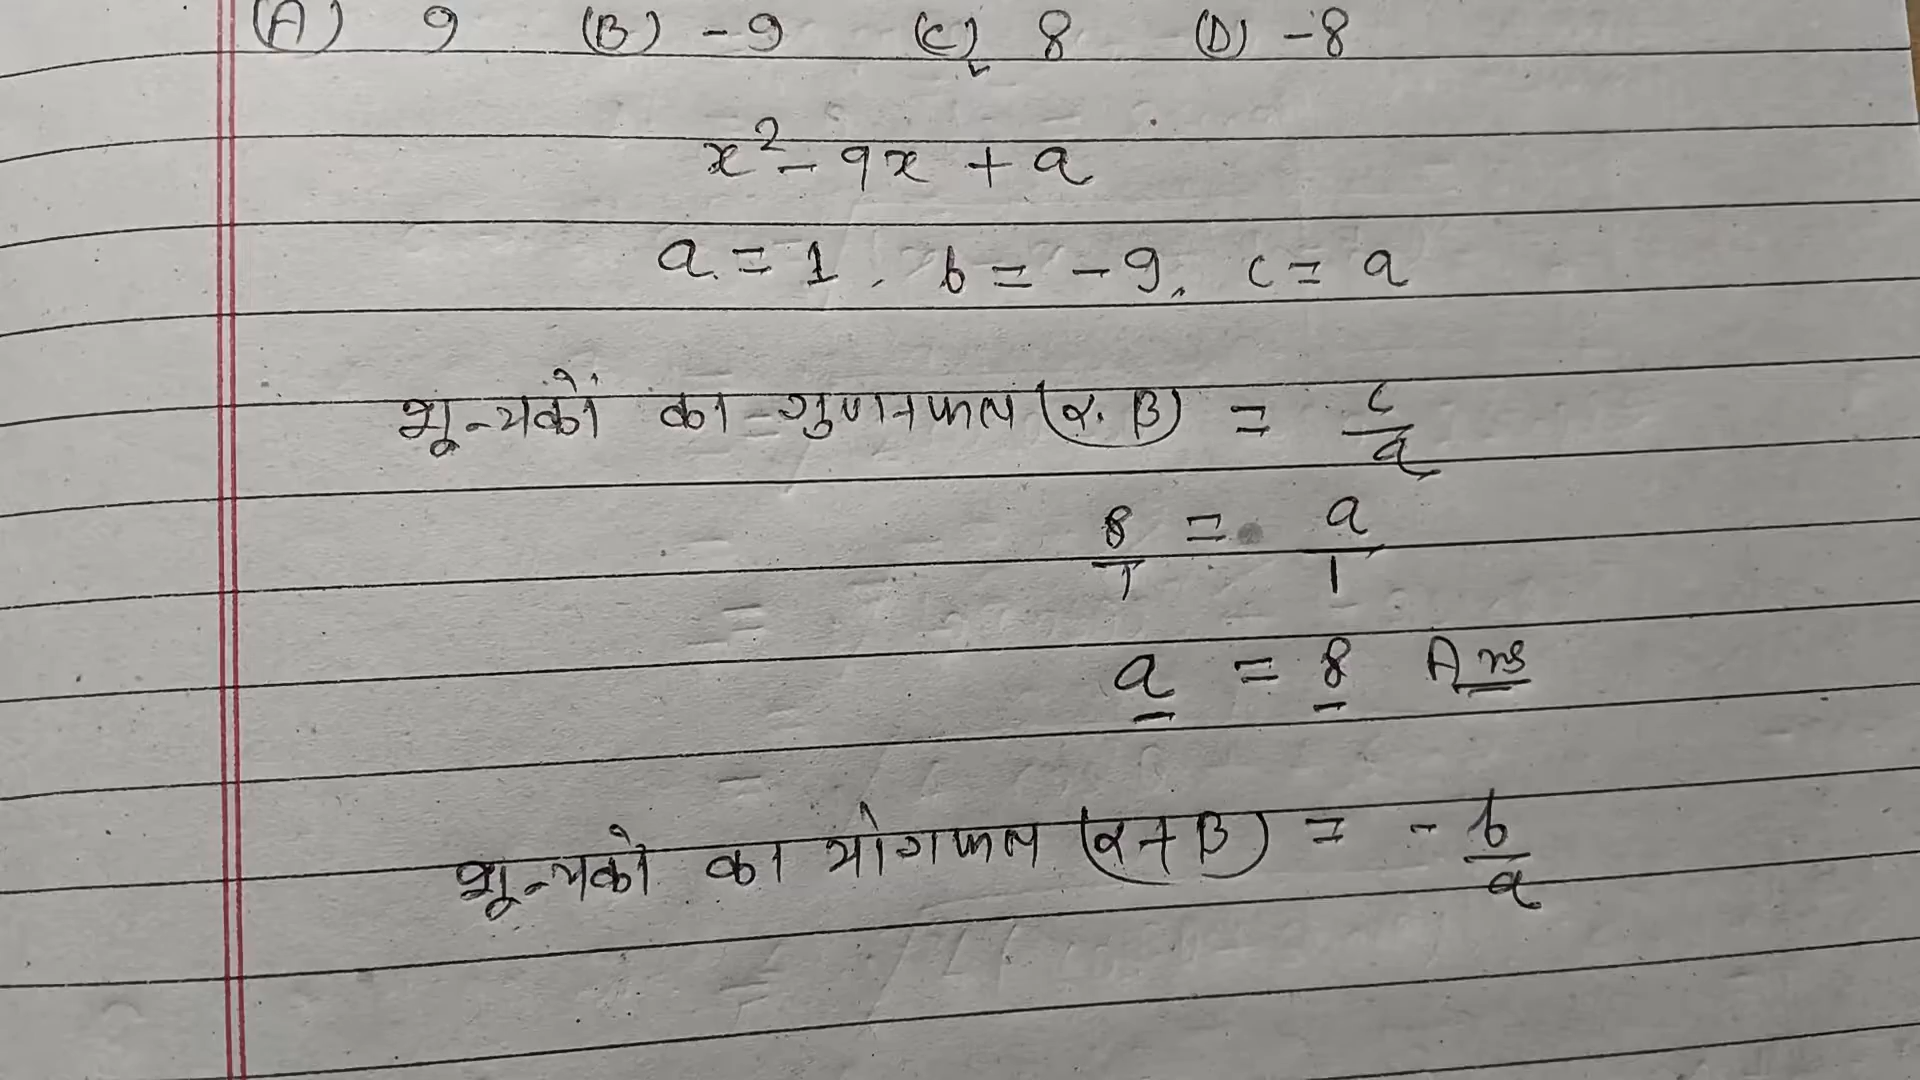 (A) 9 (B) -9 (C) 8 (D) -8
x² - 9x + a
a = 1, b = -9, c = a
शून्यकों का गुणनफल (α.β) = c/a
8/1 = a/1
a = 8 Ans
शून्यको का योगफल (α+β) = - b/a